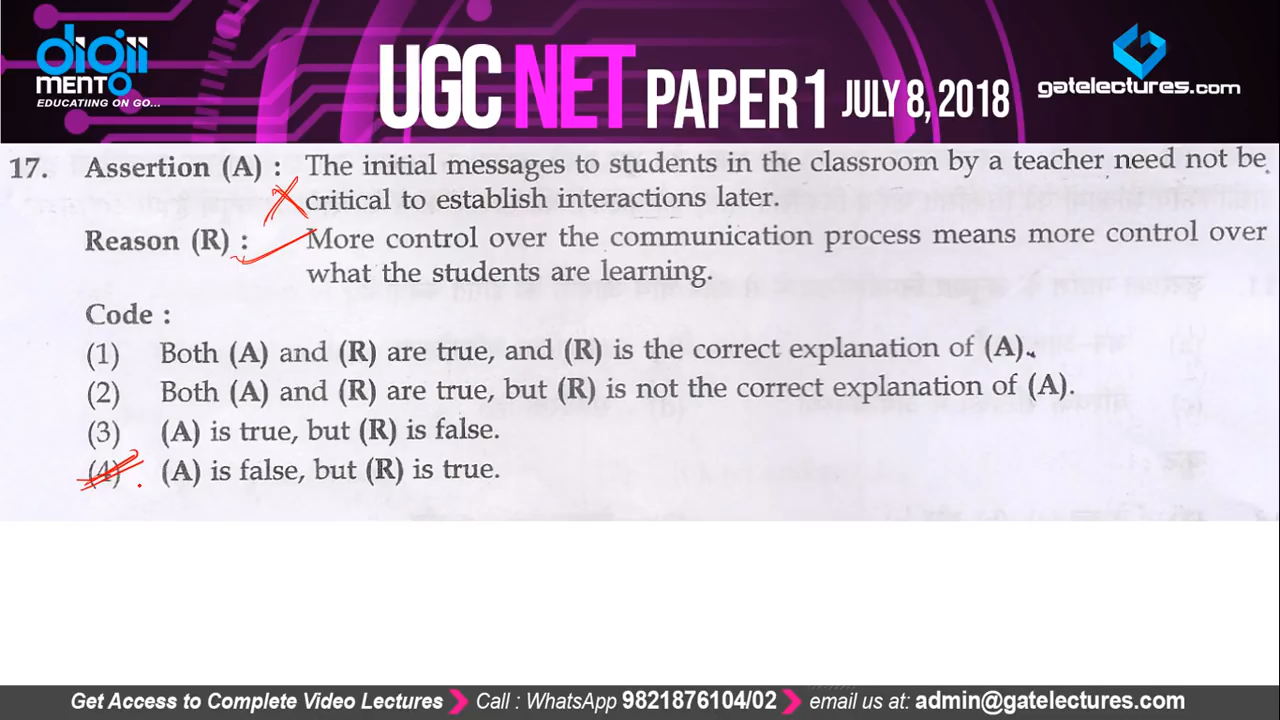 digii
MENTO
EDUCATIING ON GO...
UGC NET PAPER 1 JULY 8, 2018
gatelectures.com
17. Assertion (A) : The initial messages to students in the classroom by a teacher need not be
critical to establish interactions later.
Reason (R) : More control over the communication process means more control over
what the students are learning.
Code :
(1) Both (A) and (R) are true, and (R) is the correct explanation of (A).
(2) Both (A) and (R) are true, but (R) is not the correct explanation of (A).
(3) (A) is true, but (R) is false.
(4) (A) is false, but (R) is true.
Get Access to Complete Video Lectures Call : WhatsApp 9821876104/02 email us at: admin@gatelectures.com